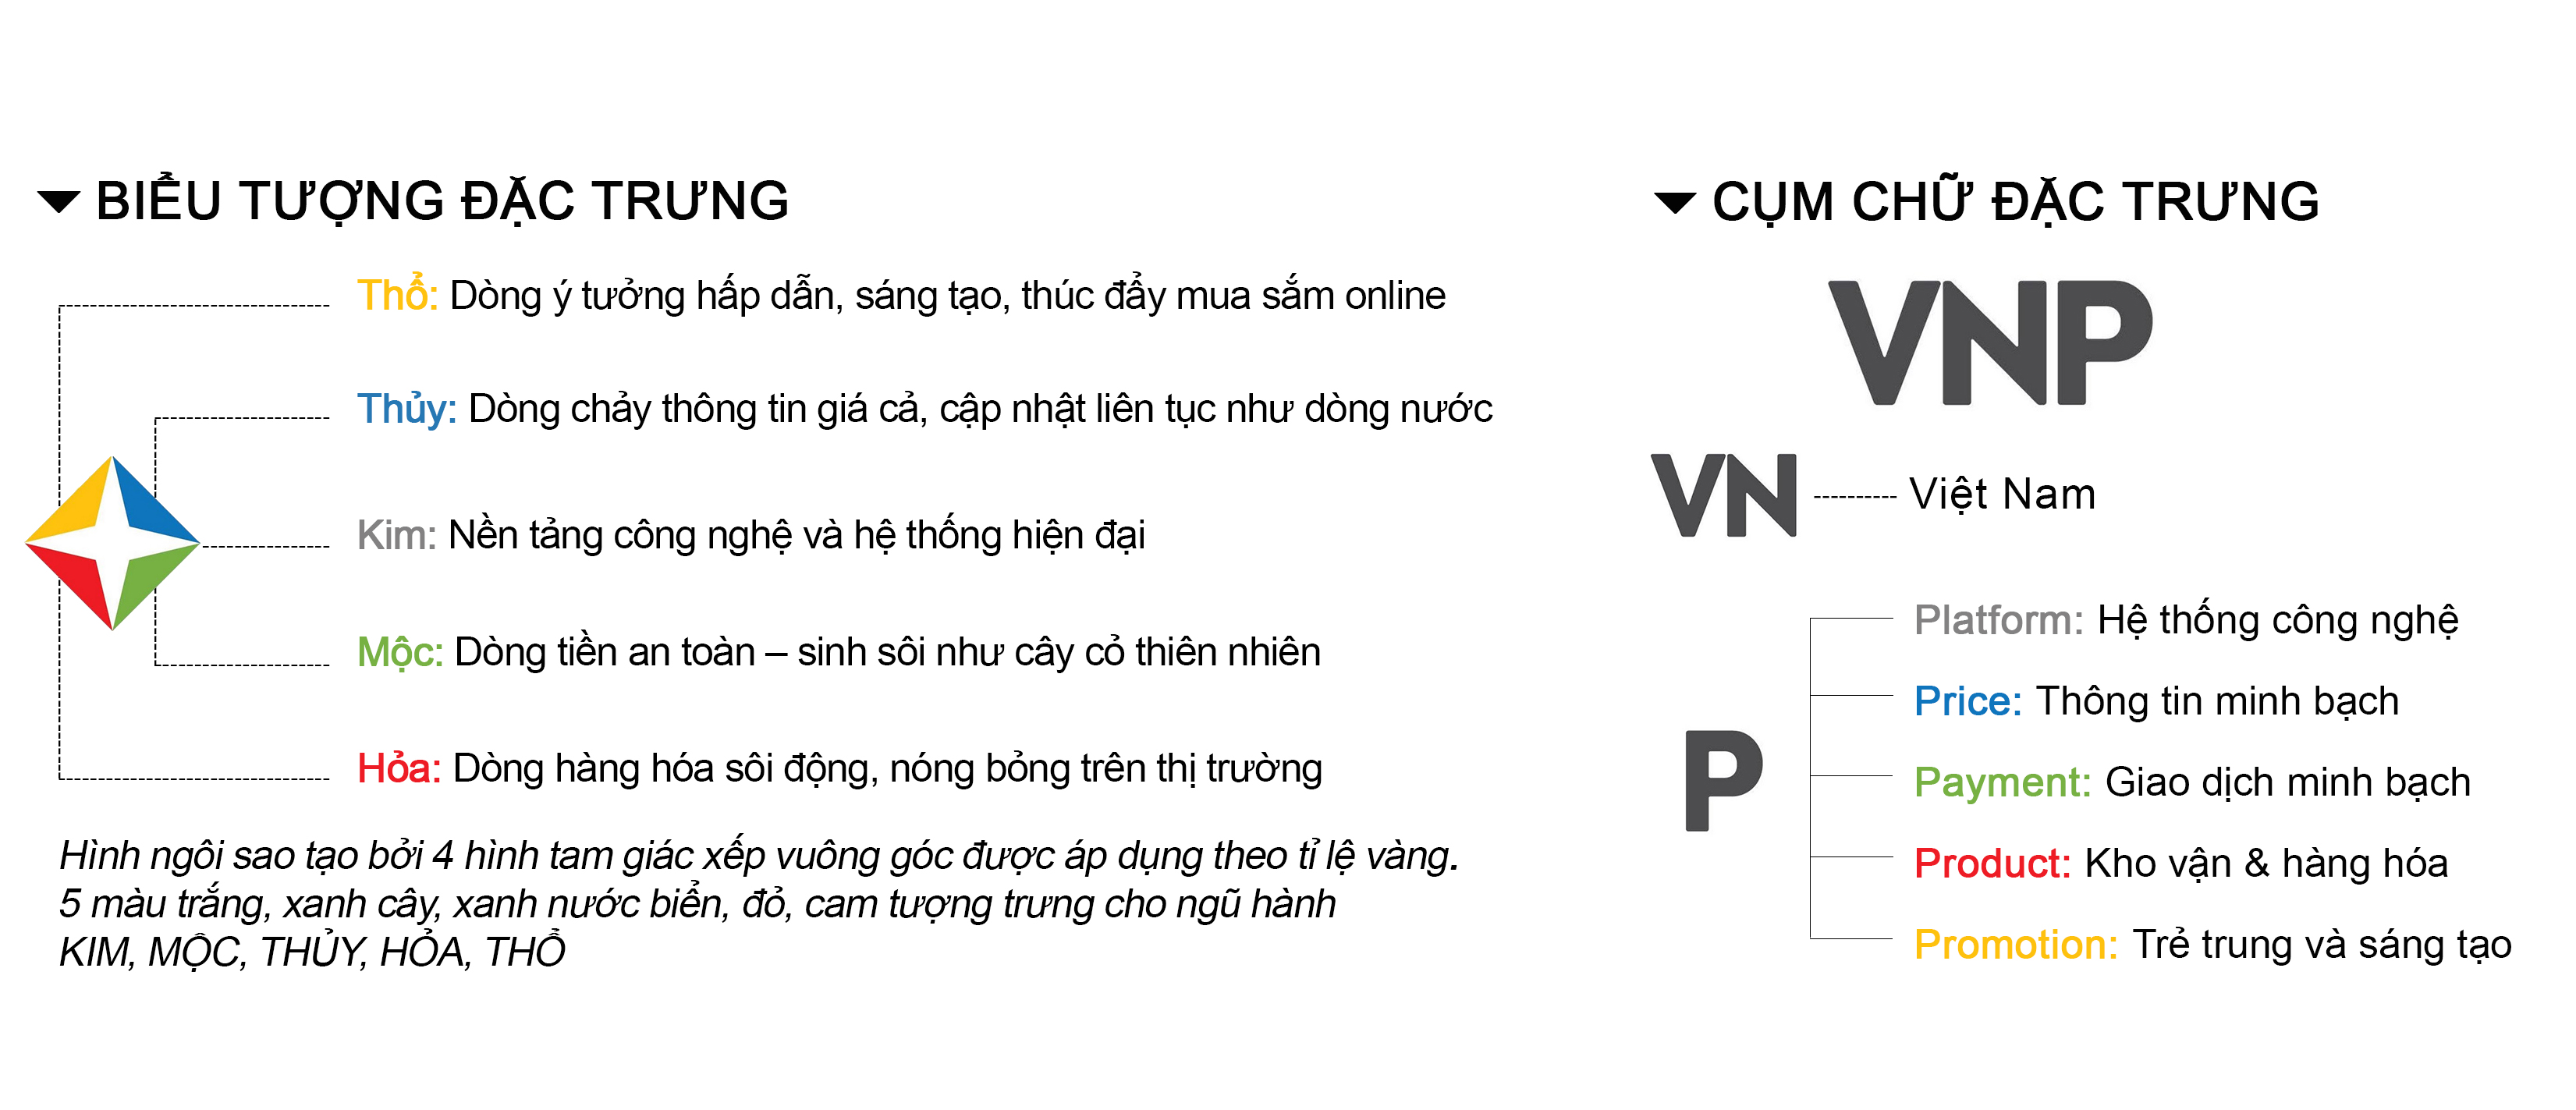 BIỂU TƯỢNG ĐẶC TRƯNG
Thổ: Dòng ý tưởng hấp dẫn, sáng tạo, thúc đẩy mua sắm online
Thủy: Dòng chảy thông tin giá cả, cập nhật liên tục như dòng nước
Kim: Nền tảng công nghệ và hệ thống hiện đại
Mộc: Dòng tiền an toàn – sinh sôi như cây cỏ thiên nhiên
Hỏa: Dòng hàng hóa sôi động, nóng bỏng trên thị trường
Hình ngôi sao tạo bởi 4 hình tam giác xếp vuông góc được áp dụng theo tỉ lệ vàng.
5 màu trắng, xanh cây, xanh nước biển, đỏ, cam tượng trưng cho ngũ hành
KIM, MỘC, THỦY, HỎA, THỔ
CỤM CHỮ ĐẶC TRƯNG
VNP
VN Việt Nam
P
Platform: Hệ thống công nghệ
Price: Thông tin minh bạch
Payment: Giao dịch minh bạch
Product: Kho vận & hàng hóa
Promotion: Trẻ trung và sáng tạo